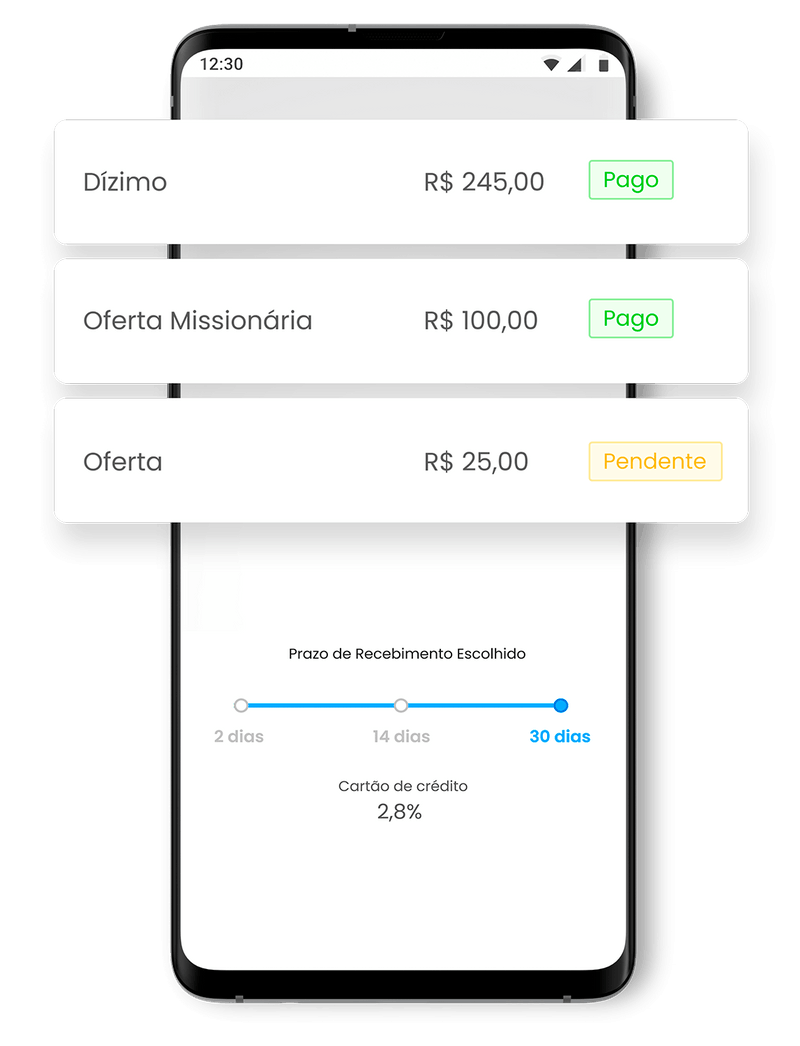 12:30
Dízimo R$ 245,00 Pago
Oferta Missionária R$ 100,00 Pago
Oferta R$ 25,00 Pendente
Prazo de Recebimento Escolhido
2 dias 14 dias 30 dias
Cartão de crédito
2,8%